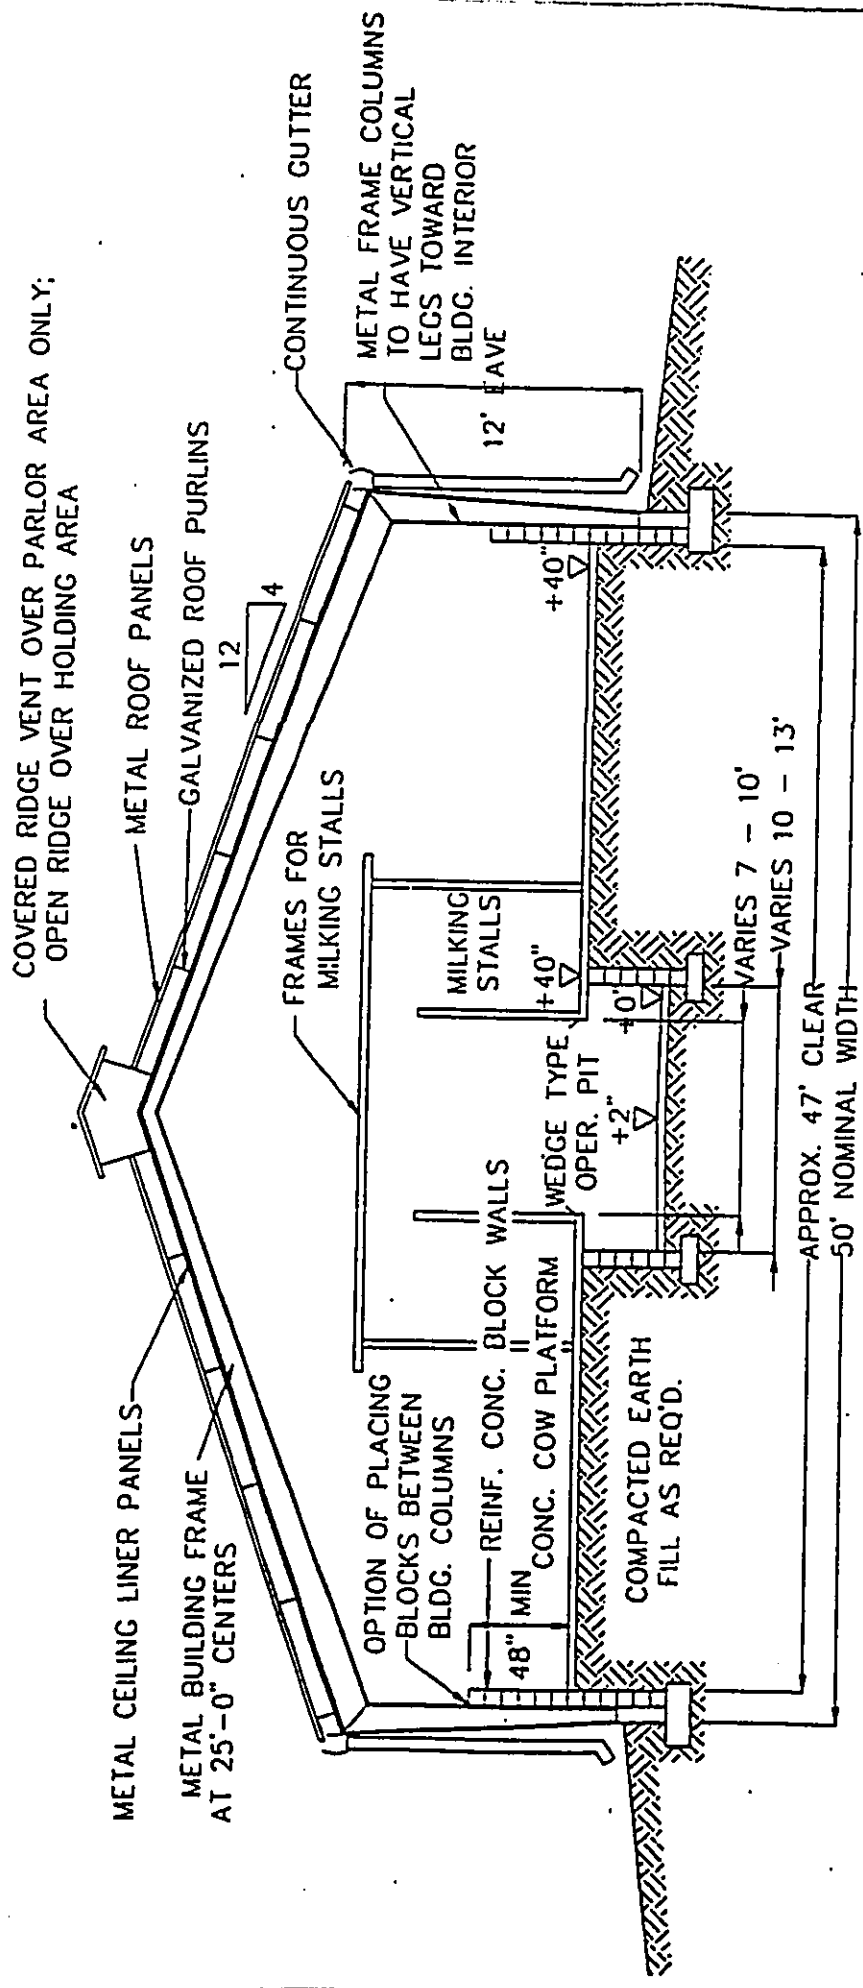 COVERED RIDGE VENT OVER PARLOR AREA ONLY;
OPEN RIDGE OVER HOLDING AREA
METAL ROOF PANELS
GALVANIZED ROOF PURLINS
12
4
CONTINUOUS GUTTER
METAL FRAME COLUMNS
TO HAVE VERTICAL
LEGS TOWARD
BLDG. INTERIOR
12' EAVE
METAL CEILING LINER PANELS
METAL BUILDING FRAME
AT 25'-0" CENTERS
FRAMES FOR
MILKING STALLS
OPTION OF PLACING
BLOCKS BETWEEN
BLDG. COLUMNS
REINF. CONC. BLOCK WALLS
48" MIN
CONC. COW PLATFORM
MILKING
STALLS
WEDGE TYPE
OPER. PIT
+40"
+40"
+0"
+2"
COMPACTED EARTH
FILL AS REQ'D.
VARIES 7 - 10'
VARIES 10 - 13'
APPROX. 47' CLEAR
50' NOMINAL WIDTH